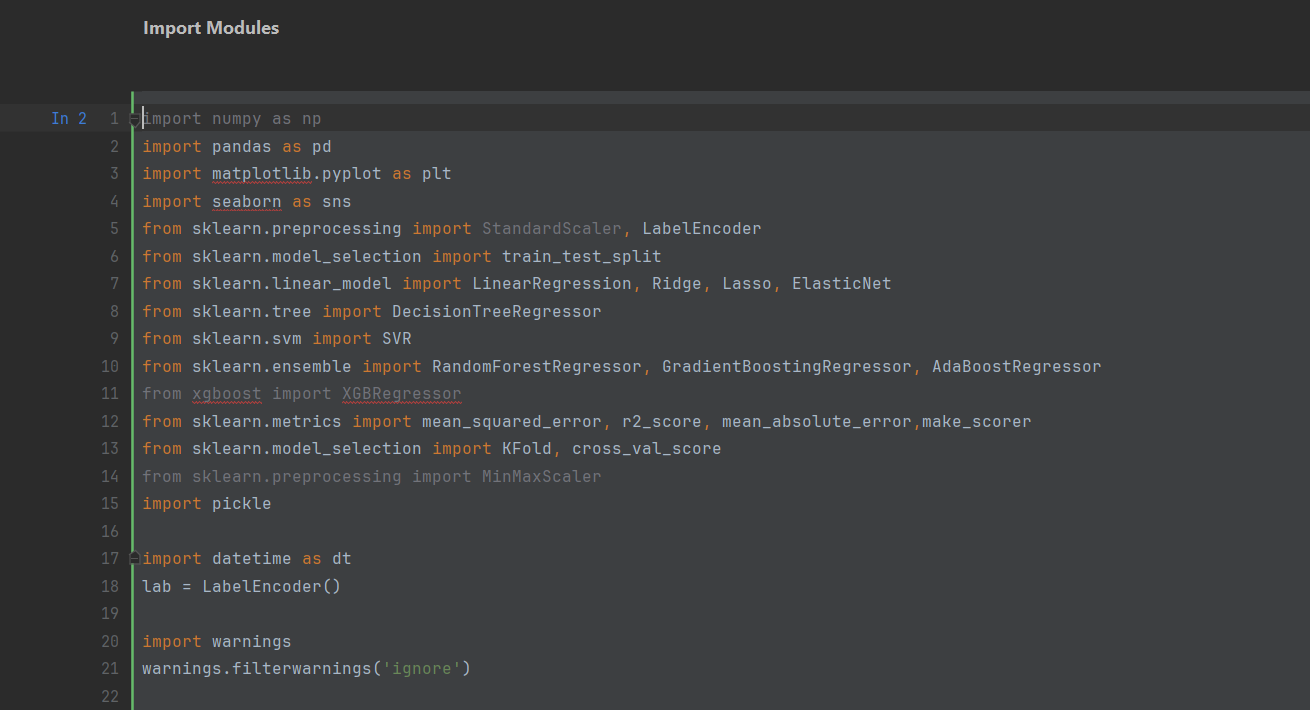 Import Modules
In 2 1 import numpy as np
2 import pandas as pd
3 import matplotlib.pyplot as plt
4 import seaborn as sns
5 from sklearn.preprocessing import StandardScaler, LabelEncoder
6 from sklearn.model_selection import train_test_split
7 from sklearn.linear_model import LinearRegression, Ridge, Lasso, ElasticNet
8 from sklearn.tree import DecisionTreeRegressor
9 from sklearn.svm import SVR
10 from sklearn.ensemble import RandomForestRegressor, GradientBoostingRegressor, AdaBoostRegressor
11 from xgboost import XGBRegressor
12 from sklearn.metrics import mean_squared_error, r2_score, mean_absolute_error,make_scorer
13 from sklearn.model_selection import KFold, cross_val_score
14 from sklearn.preprocessing import MinMaxScaler
15 import pickle
16
17 import datetime as dt
18 lab = LabelEncoder()
19
20 import warnings
21 warnings.filterwarnings('ignore')
22